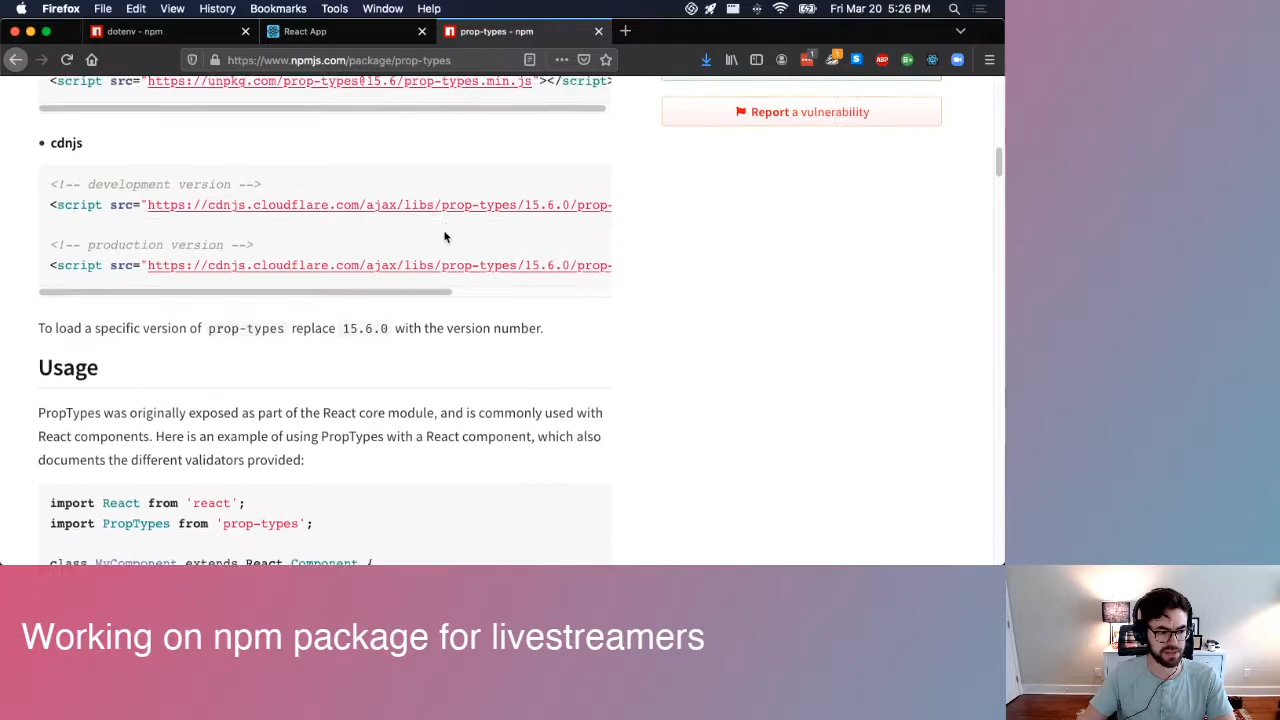 Firefox File Edit View History Bookmarks Tools Window Help Fri Mar 20 5:26 PM
dotenv - npm React App prop-types - npm
https://www.npmjs.com/package/prop-types
<script src="https://unpkg.com/prop-types@15.6/prop-types.min.js"></script>
Report a vulnerability
cdnjs
<!-- development version -->
<script src="https://cdnjs.cloudflare.com/ajax/libs/prop-types/15.6.0/prop-
<!-- production version -->
<script src="https://cdnjs.cloudflare.com/ajax/libs/prop-types/15.6.0/prop-
To load a specific version of prop-types replace 15.6.0 with the version number.
Usage
PropTypes was originally exposed as part of the React core module, and is commonly used with
React components. Here is an example of using PropTypes with a React component, which also
documents the different validators provided:
import React from 'react';
import PropTypes from 'prop-types';
class MyComponent extends React.Component {
Working on npm package for livestreamers